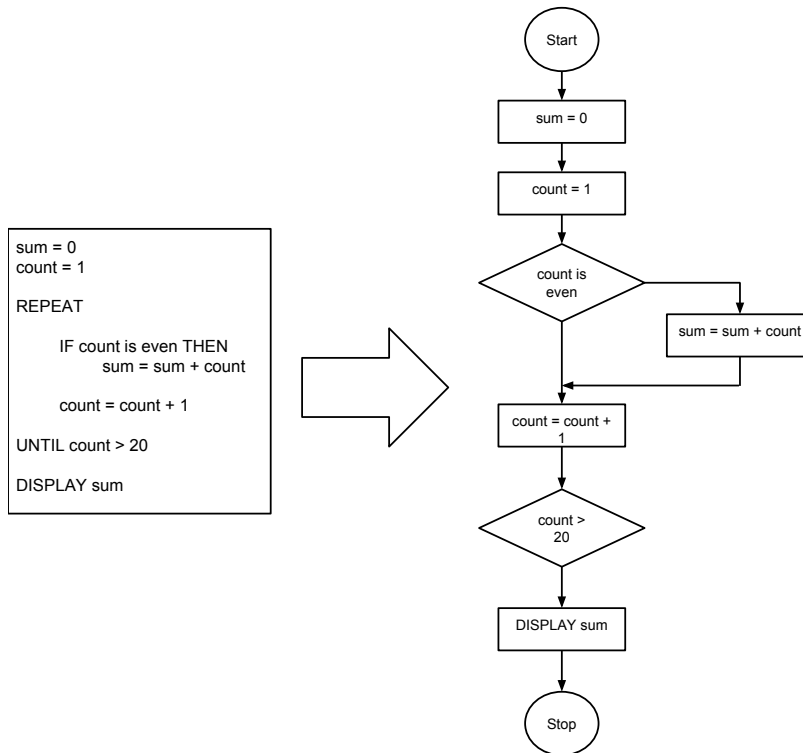 sum = 0
count = 1
REPEAT
IF count is even THEN
sum = sum + count
count = count + 1
UNTIL count > 20
DISPLAY sum
Start
sum = 0
count = 1
count is
even
sum = sum + count
count = count +
1
count >
20
DISPLAY sum
Stop